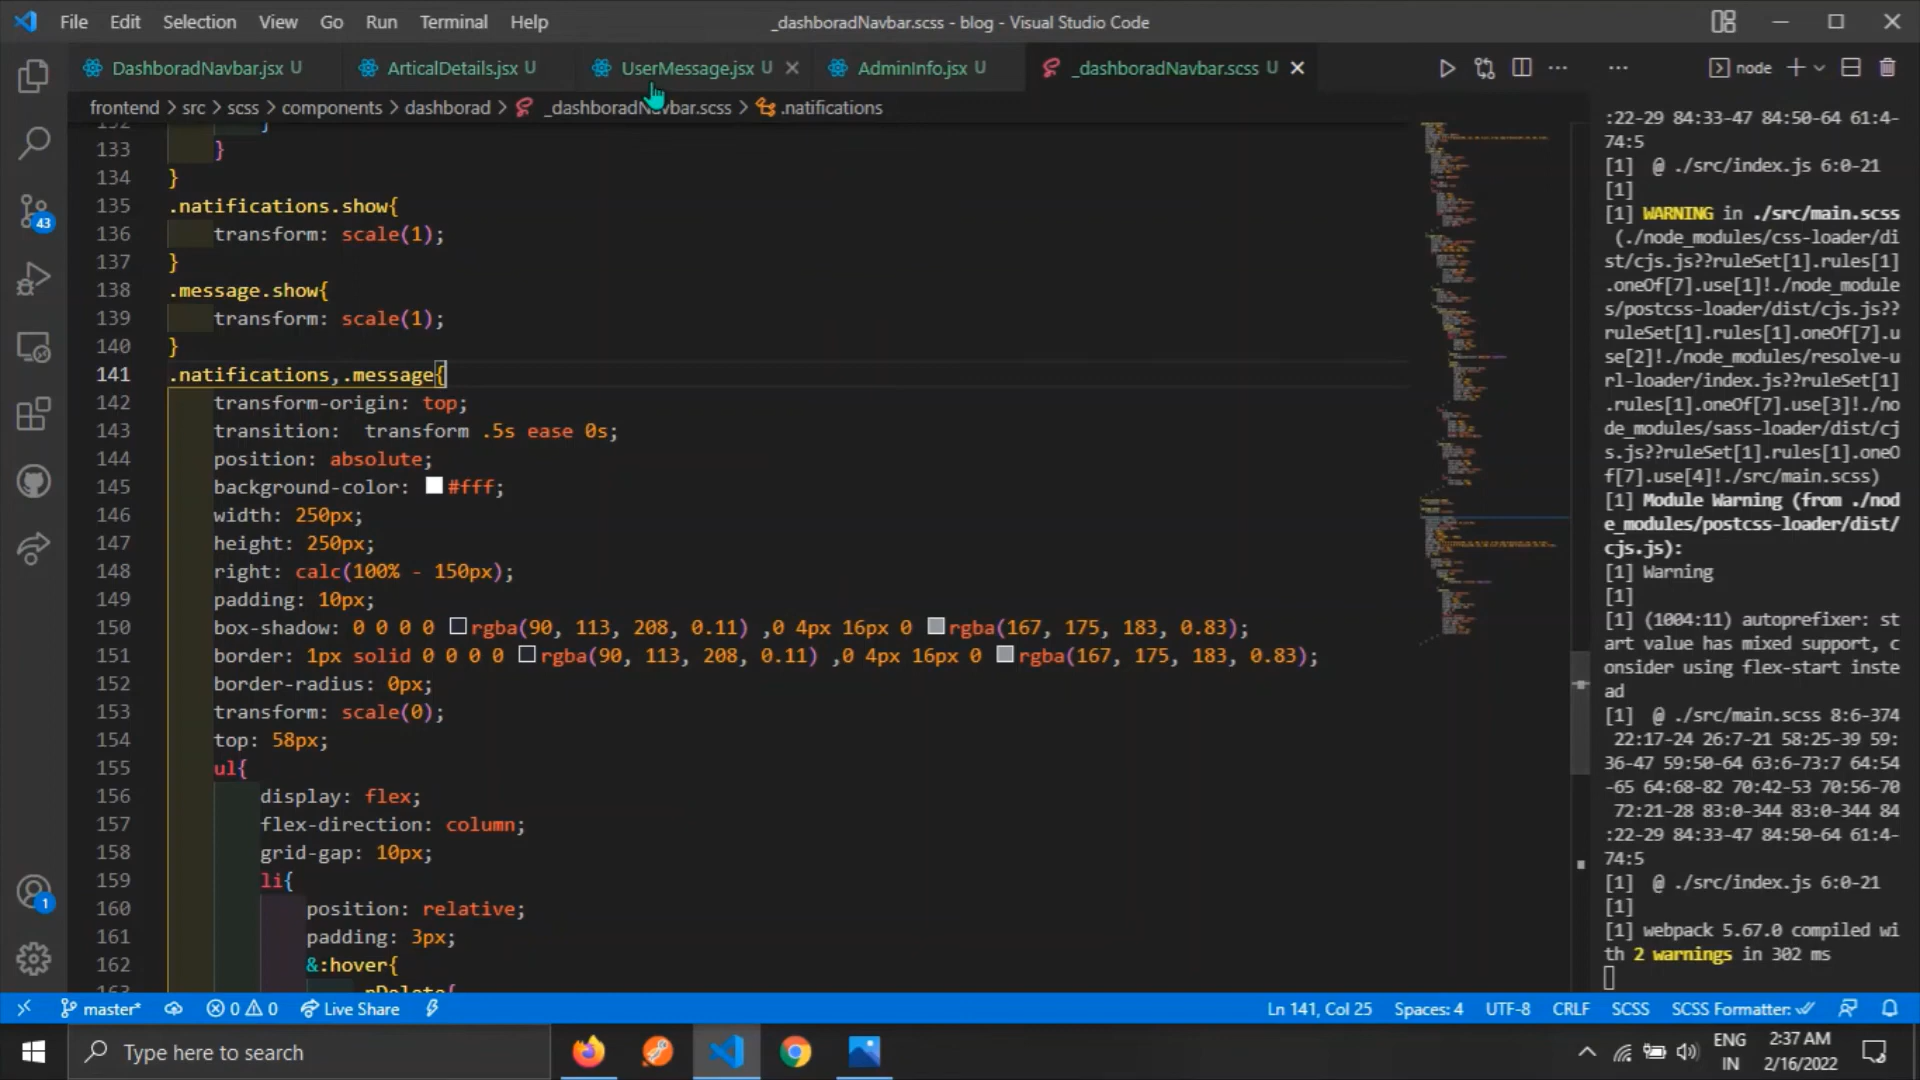 File Edit Selection View Go Run Terminal Help _dashboradNavbar.scss - blog - Visual Studio Code
DashboradNavbar.jsx U ArticalDetails.jsx U UserMessage.jsx U AdminInfo.jsx U _dashboradNavbar.scss U node
frontend > src > scss > components > dashborad > _dashboradNavbar.scss > .natifications
133 }
134 }
135 .natifications.show{
136 transform: scale(1);
137 }
138 .message.show{
139 transform: scale(1);
140 }
141 .natifications,.message{
142 transform-origin: top;
143 transition:  transform .5s ease 0s;
144 position: absolute;
145 background-color: #fff;
146 width: 250px;
147 height: 250px;
148 right: calc(100% - 150px);
149 padding: 10px;
150 box-shadow: 0 0 0 0 rgba(90, 113, 208, 0.11) ,0 4px 16px 0 rgba(167, 175, 183, 0.83);
151 border: 1px solid 0 0 0 0 rgba(90, 113, 208, 0.11) ,0 4px 16px 0 rgba(167, 175, 183, 0.83);
152 border-radius: 0px;
153 transform: scale(0);
154 top: 58px;
155 ul{
156 display: flex;
157 flex-direction: column;
158 grid-gap: 10px;
159 li{
160 position: relative;
161 padding: 3px;
162 &:hover{
:22-29 84:33-47 84:50-64 61:4-
74:5
[1]  @ ./src/index.js 6:0-21
[1]
[1] WARNING in ./src/main.scss
(./node_modules/css-loader/di
st/cjs.js??ruleSet[1].rules[1]
.oneOf[7].use[1]!./node_module
s/postcss-loader/dist/cjs.js??
ruleSet[1].rules[1].oneOf[7].u
se[2]!./node_modules/resolve-u
rl-loader/index.js??ruleSet[1]
.rules[1].oneOf[7].use[3]!./no
de_modules/sass-loader/dist/cj
s.js??ruleSet[1].rules[1].oneO
f[7].use[4]!./src/main.scss)
[1] Module Warning (from ./nod
e_modules/postcss-loader/dist/
cjs.js):
[1] Warning
[1]
[1] (1004:11) autoprefixer: st
art value has mixed support, c
onsider using flex-start inste
ad
[1]  @ ./src/main.scss 8:6-374
22:17-24 26:7-21 58:25-39 59:
36-47 59:50-64 63:6-73:7 64:54
-65 64:68-82 70:42-53 70:56-70
72:21-28 83:0-344 83:0-344 84
:22-29 84:33-47 84:50-64 61:4-
74:5
[1]  @ ./src/index.js 6:0-21
[1]
[1] webpack 5.67.0 compiled wi
th 2 warnings in 302 ms
43
1
master* 0 0 Live Share Ln 141, Col 25 Spaces: 4 UTF-8 CRLF SCSS SCSS Formatter:
Type here to search
ENG
IN
2:37 AM
2/16/2022